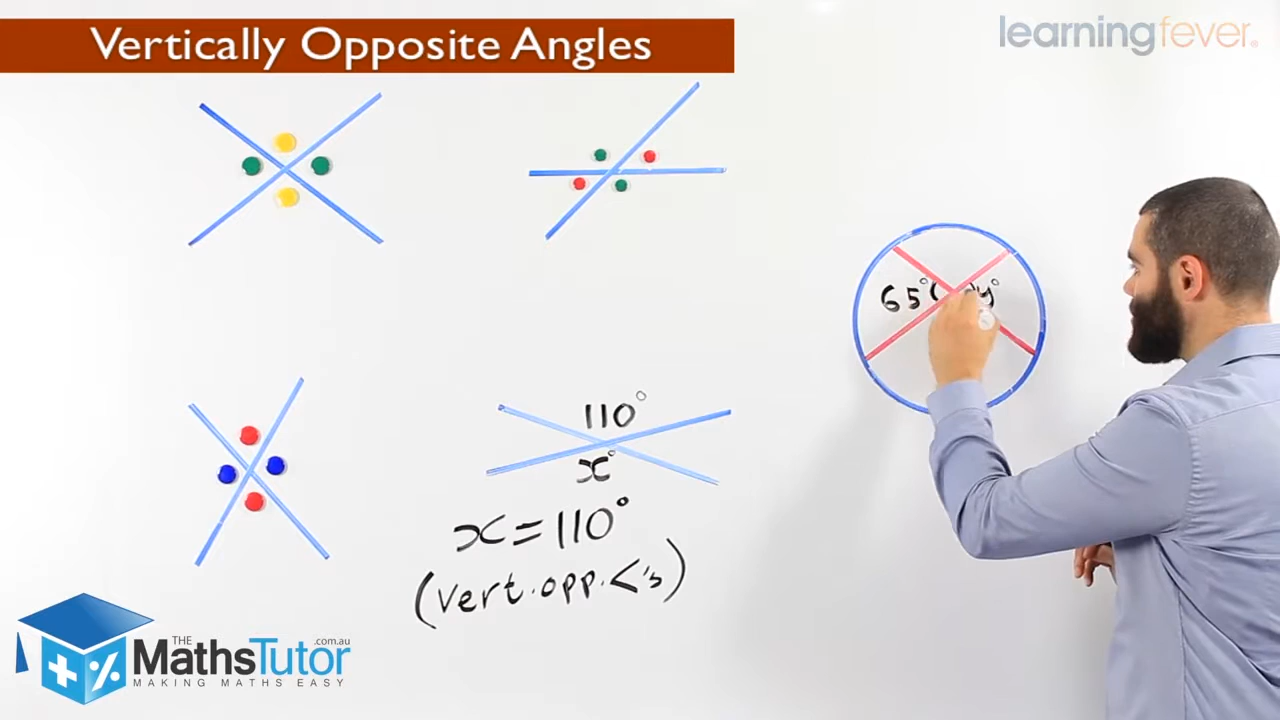 Vertically Opposite Angles
learningfever.
65° y°
110°
x°
x=110°
(vert.opp.<'s)
THE
MathsTutor
.com.au
MAKING MATHS EASY